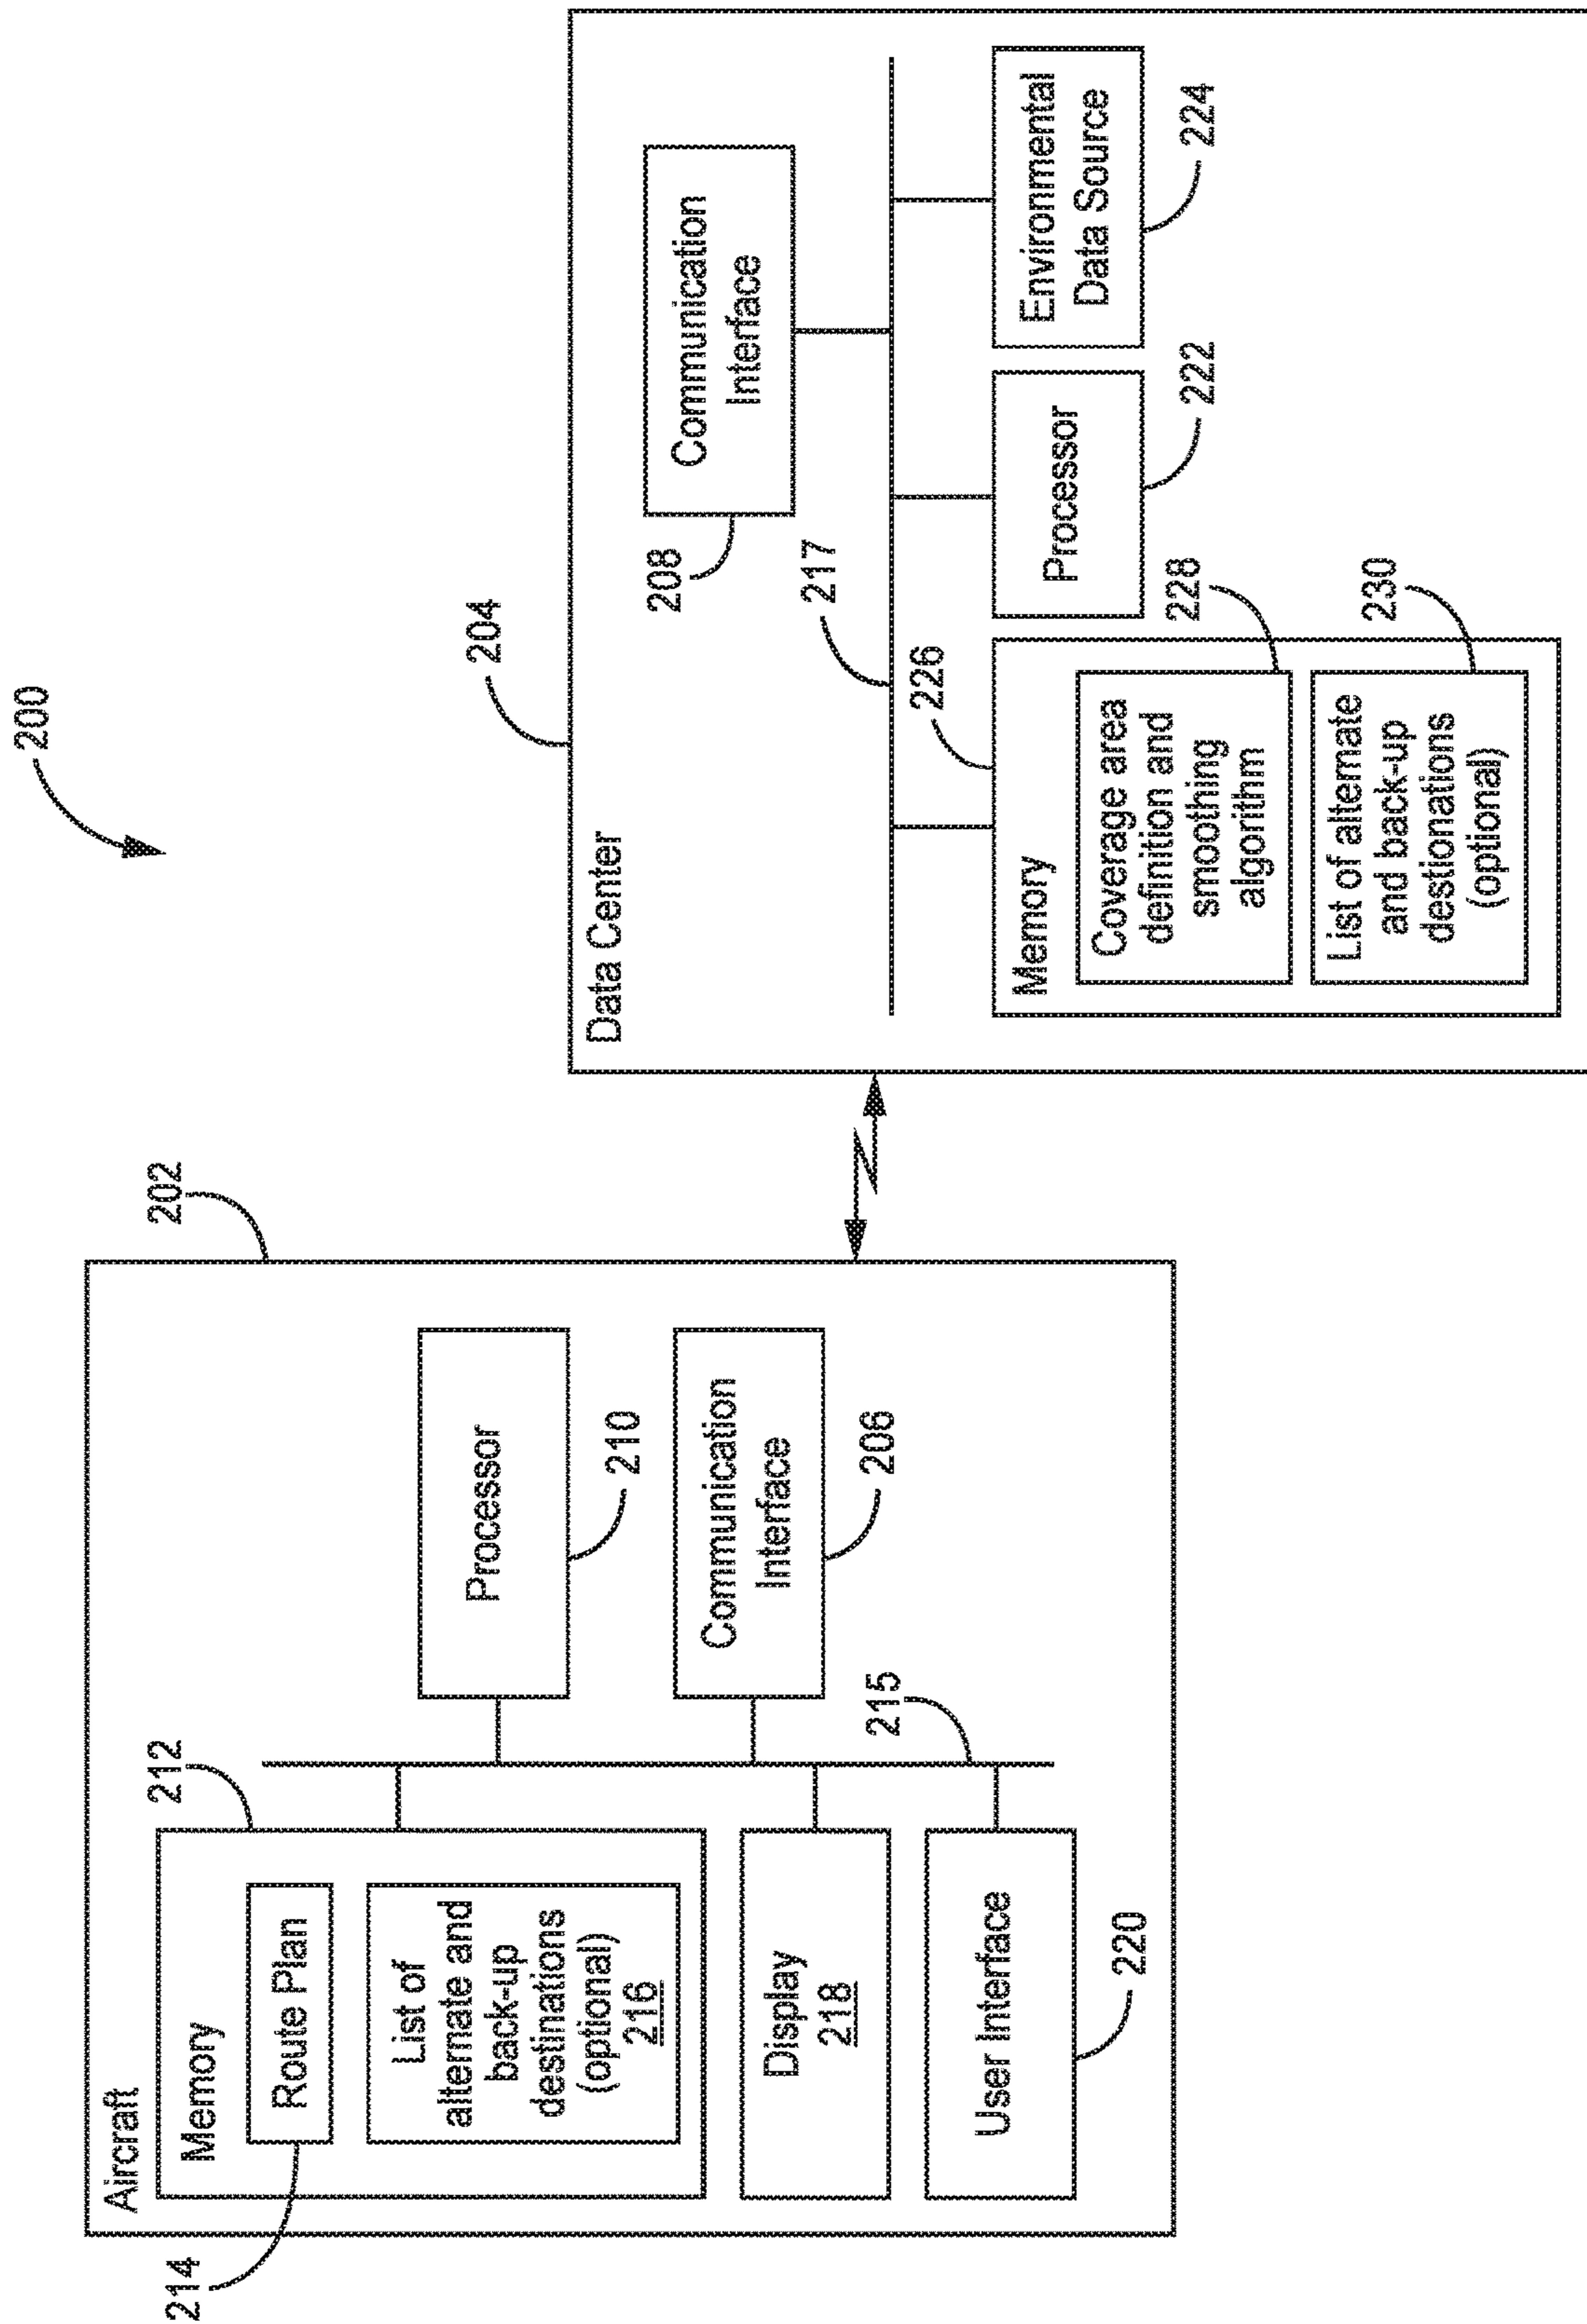 200
202
Aircraft
212
Memory
214
Route Plan
List of
alternate and
back-up
destinations
(optional)
216
Display
218
User Interface
220
215
Processor
210
Communication
Interface
206
204
Data Center
208
Communication
Interface
217
226
Memory
Coverage area
definition and
smoothing
algorithm
228
List of alternate
and back-up
destionations
(optional)
230
Processor
222
Environmental
Data Source
224